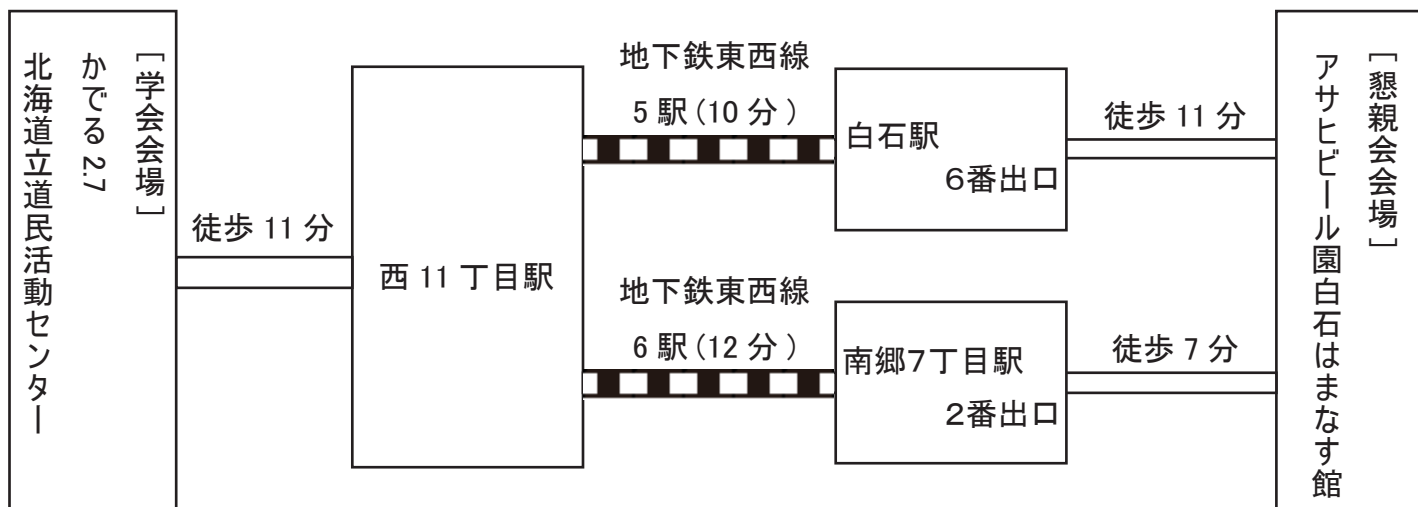 ［学会会場］
かでる 2.7
北海道立道民活動センター
徒歩 11 分
西 11 丁目駅
地下鉄東西線
5 駅 (10 分 )
白石駅
6番出口
徒歩 11 分
地下鉄東西線
6 駅 (12 分 )
南郷7丁目駅
2番出口
徒歩 7 分
［懇親会会場］
アサヒビール園白石はまなす館